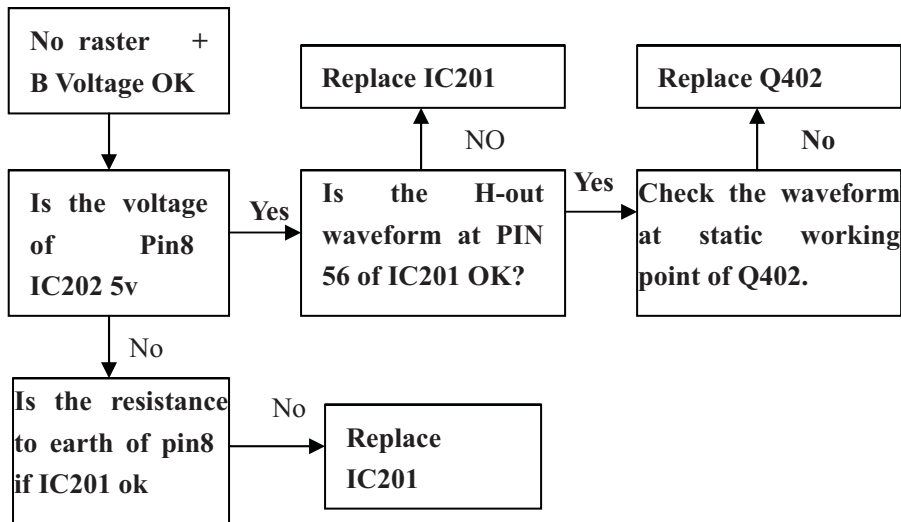 No raster +
B Voltage OK
Replace IC201
Replace Q402
NO
No
Is the voltage
of Pin8
IC202 5v
Yes
Is the H-out
waveform at PIN
56 of IC201 OK?
Yes
Check the waveform
at static working
point of Q402.
No
Is the resistance
to earth of pin8
if IC201 ok
No
Replace
IC201